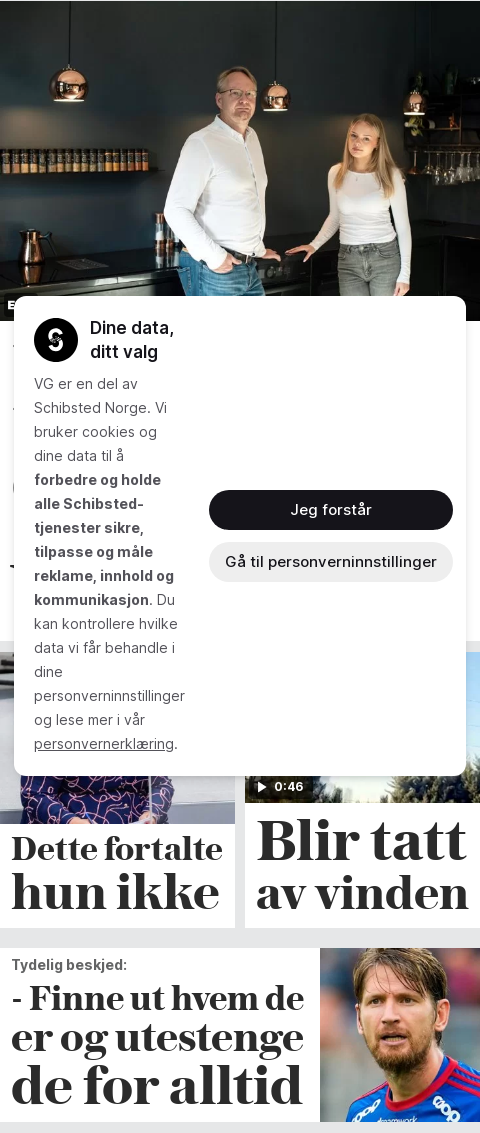 Dine data,
ditt valg
VG er en del av
Schibsted Norge. Vi
bruker cookies og
dine data til å
forbedre og holde
alle Schibsted-
tjenester sikre,
tilpasse og måle
reklame, innhold og
kommunikasjon. Du
kan kontrollere hvilke
data vi får behandle i
dine
personverninnstillinger
og lese mer i vår
personvernerklæring.
Jeg forstår
Gå til personverninnstillinger
0:46
Dette fortalte
hun ikke
Blir tatt
av vinden
Tydelig beskjed:
- Finne ut hvem de
er og utestenge
de for alltid